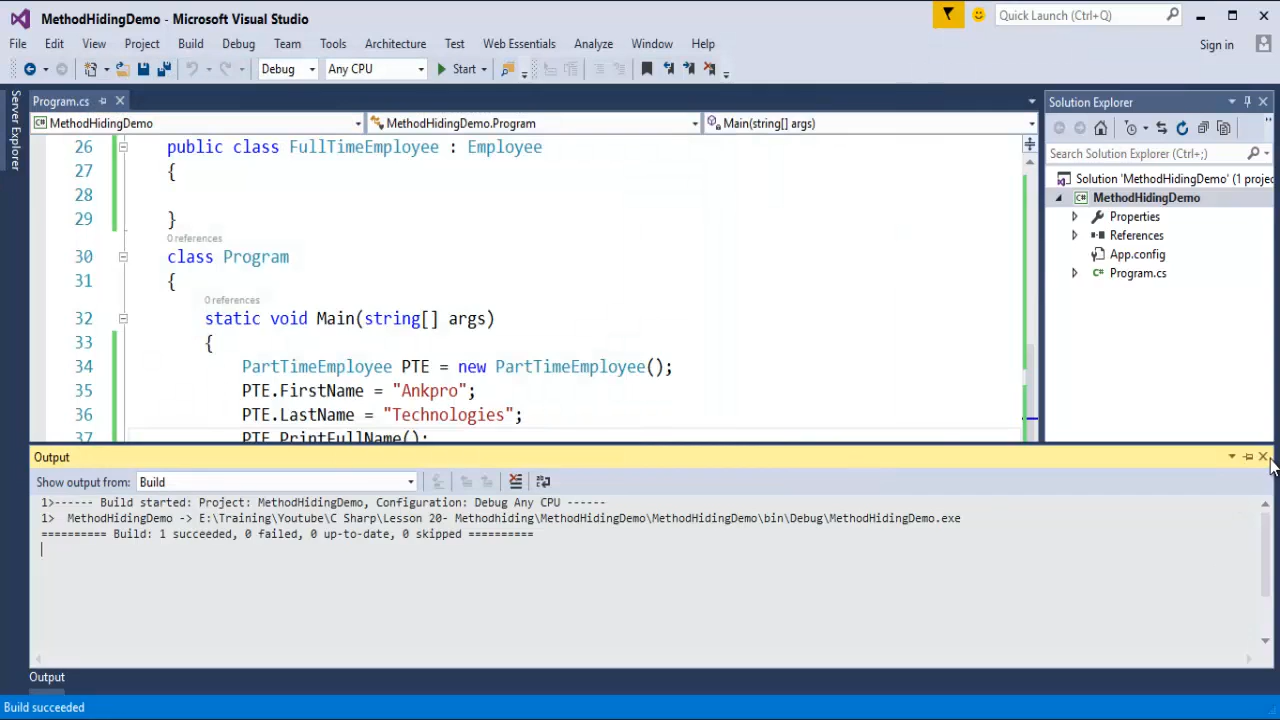 MethodHidingDemo - Microsoft Visual Studio
Quick Launch (Ctrl+Q)
File Edit View Project Build Debug Team Tools Architecture Test Web Essentials Analyze Window Help
Sign in
Debug Any CPU Start
Server Explorer
Program.cs
MethodHidingDemo MethodHidingDemo.Program Main(string[] args)
26 public class FullTimeEmployee : Employee
27 {
28
29 }
0 references
30 class Program
31 {
0 references
32 static void Main(string[] args)
33 {
34 PartTimeEmployee PTE = new PartTimeEmployee();
35 PTE.FirstName = "Ankpro";
36 PTE.LastName = "Technologies";
37 PTE.PrintFullName();
Solution Explorer
Search Solution Explorer (Ctrl+;)
Solution 'MethodHidingDemo' (1 projec
MethodHidingDemo
Properties
References
App.config
Program.cs
Output
Show output from: Build
1>------ Build started: Project: MethodHidingDemo, Configuration: Debug Any CPU ------
1> MethodHidingDemo -> E:\Training\Youtube\C Sharp\Lesson 20- Methodhiding\MethodHidingDemo\MethodHidingDemo\bin\Debug\MethodHidingDemo.exe
========== Build: 1 succeeded, 0 failed, 0 up-to-date, 0 skipped ==========
Output
Build succeeded